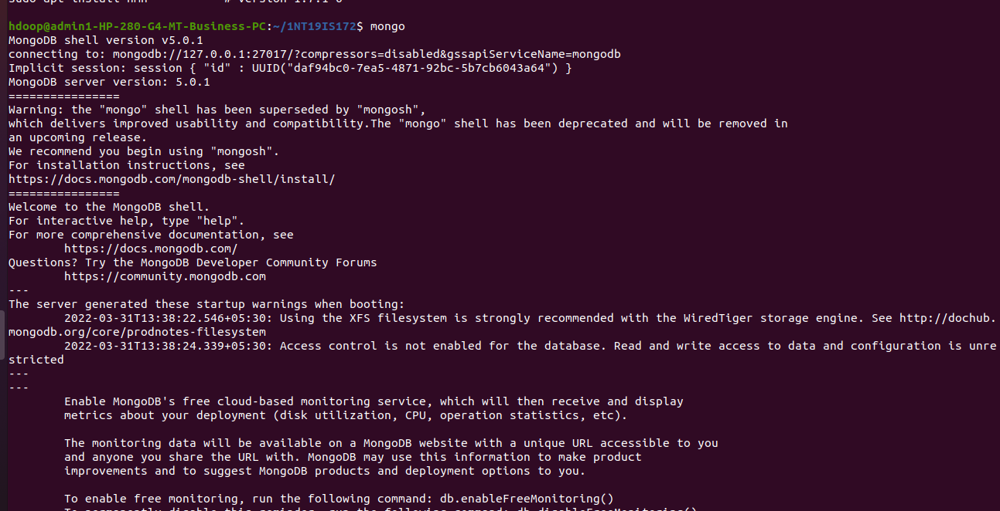 hdoop@admin1-HP-280-G4-MT-Business-PC:~/1NT19IS172$ mongo
MongoDB shell version v5.0.1
connecting to: mongodb://127.0.0.1:27017/?compressors=disabled&gssapiServiceName=mongodb
Implicit session: session { "id" : UUID("daf94bc0-7ea5-4871-92bc-5b7cb6043a64") }
MongoDB server version: 5.0.1
================
Warning: the "mongo" shell has been superseded by "mongosh",
which delivers improved usability and compatibility.The "mongo" shell has been deprecated and will be removed in
an upcoming release.
We recommend you begin using "mongosh".
For installation instructions, see
https://docs.mongodb.com/mongodb-shell/install/
================
Welcome to the MongoDB shell.
For interactive help, type "help".
For more comprehensive documentation, see
        https://docs.mongodb.com/
Questions? Try the MongoDB Developer Community Forums
        https://community.mongodb.com
---
The server generated these startup warnings when booting:
        2022-03-31T13:38:22.546+05:30: Using the XFS filesystem is strongly recommended with the WiredTiger storage engine. See http://dochub.
mongodb.org/core/prodnotes-filesystem
        2022-03-31T13:38:24.339+05:30: Access control is not enabled for the database. Read and write access to data and configuration is unre
stricted
---
---
        Enable MongoDB's free cloud-based monitoring service, which will then receive and display
        metrics about your deployment (disk utilization, CPU, operation statistics, etc).

        The monitoring data will be available on a MongoDB website with a unique URL accessible to you
        and anyone you share the URL with. MongoDB may use this information to make product
        improvements and to suggest MongoDB products and deployment options to you.

        To enable free monitoring, run the following command: db.enableFreeMonitoring()
        To permanently disable this reminder, run the following command: db.disableFreeMonitoring()